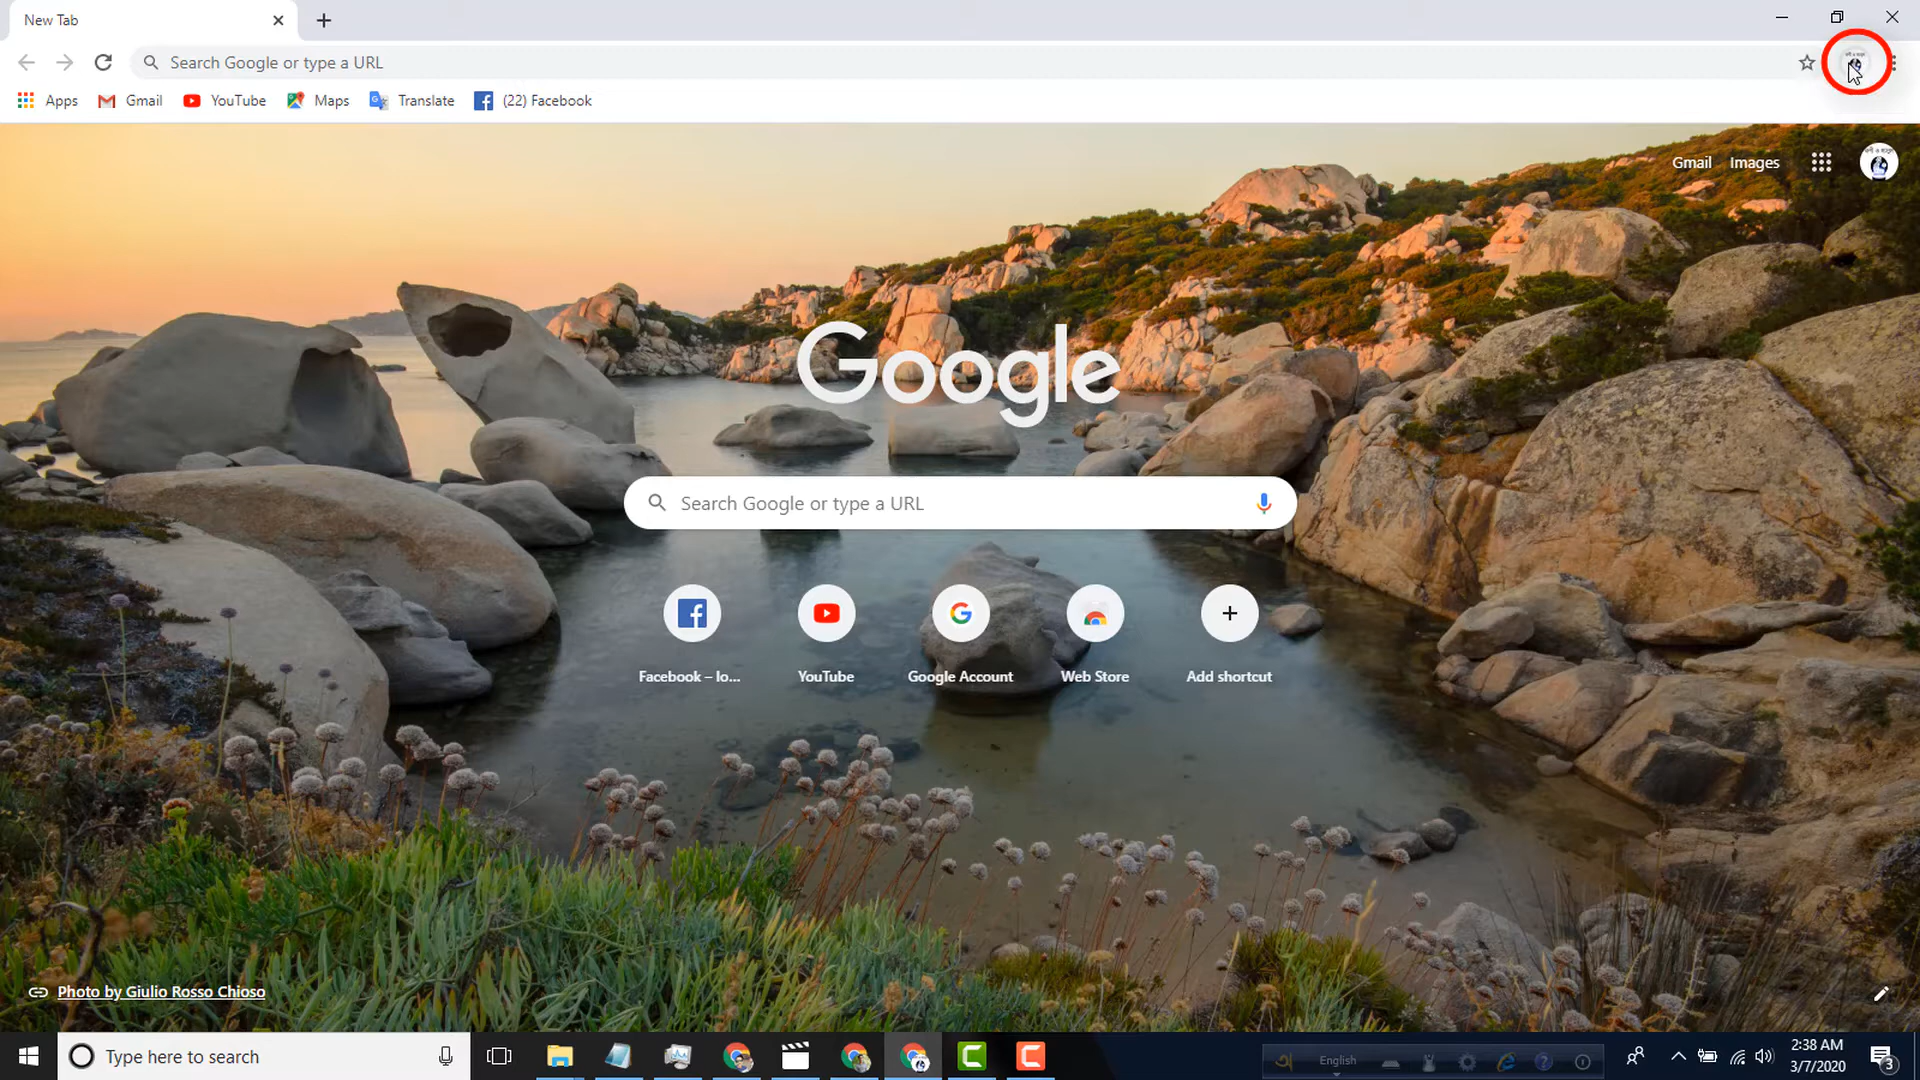 New Tab
Search Google or type a URL
Apps
Gmail
YouTube
Maps
Translate
(22) Facebook
Gmail
Images
Google
Search Google or type a URL
Facebook – lo...
YouTube
Google Account
Web Store
Add shortcut
Photo by Giulio Rosso Chioso
Type here to search
English
2:38 AM
3/7/2020
3